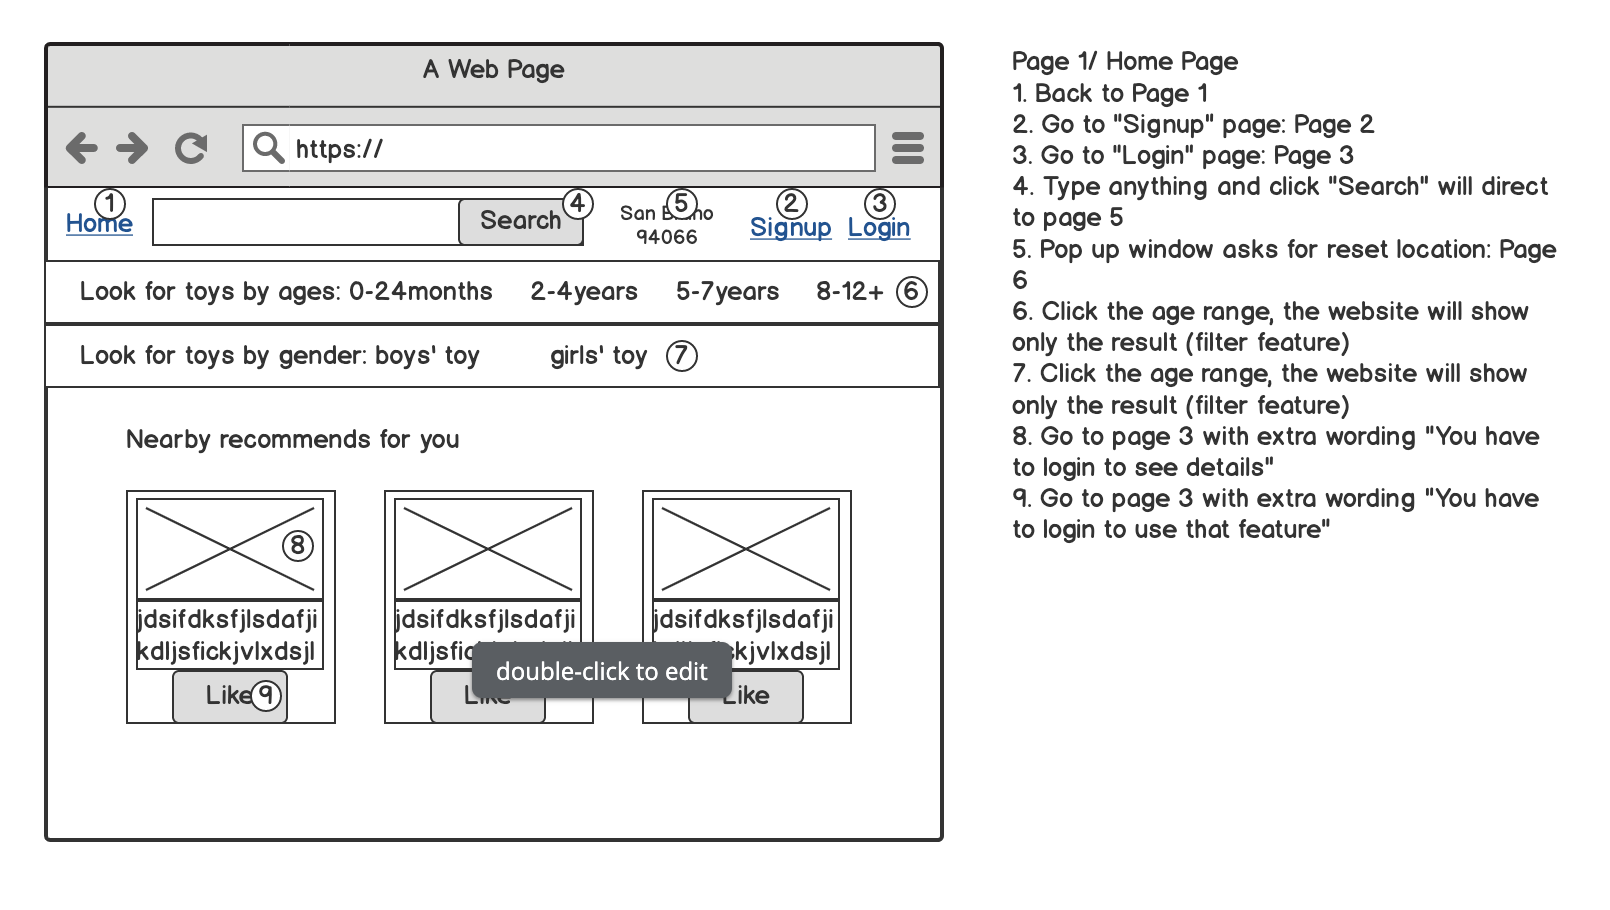 A Web Page
https://
1
Home
Search
4
San
5
no
94066
2
Signup
3
Login
Look for toys by ages: 0-24months 2-4years 5-7years 8-12+ 6
Look for toys by gender: boys' toy girls' toy 7
Nearby recommends for you
8
jdsifdksfjlsdafji
kdljsfickjvlxdsjl
Like 9
jdsifdksfjlsdafji
jdsifdksfjlsdafji
double-click to edit
Like
Like
Page 1/ Home Page
1. Back to Page 1
2. Go to "Signup" page: Page 2
3. Go to "Login" page: Page 3
4. Type anything and click "Search" will direct
to page 5
5. Pop up window asks for reset location: Page
6
6. Click the age range, the website will show
only the result (filter feature)
7. Click the age range, the website will show
only the result (filter feature)
8. Go to page 3 with extra wording "You have
to login to see details"
9. Go to page 3 with extra wording "You have
to login to use that feature"